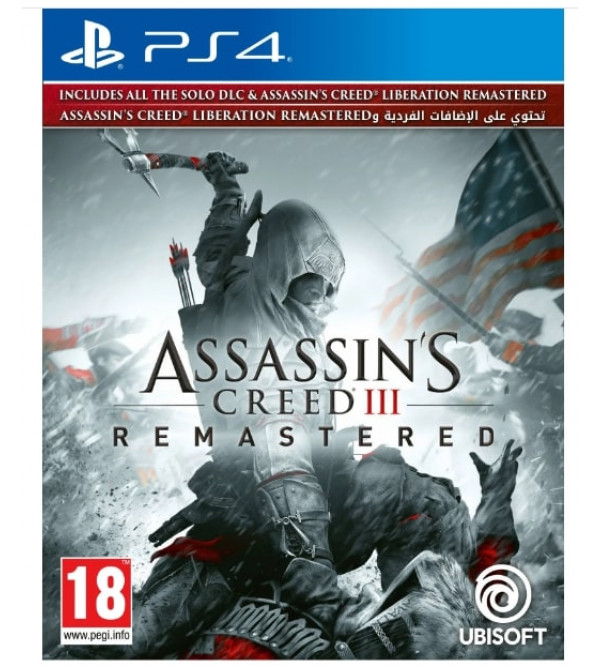 PS4
INCLUDES ALL THE SOLO DLC & ASSASSIN'S CREED® LIBERATION REMASTERED
تحتوي على الإضافات الفردية وASSASSIN'S CREED® LIBERATION REMASTERED
ASSASSIN'S
CREED® III
REMASTERED
18
www.pegi.info
UBISOFT